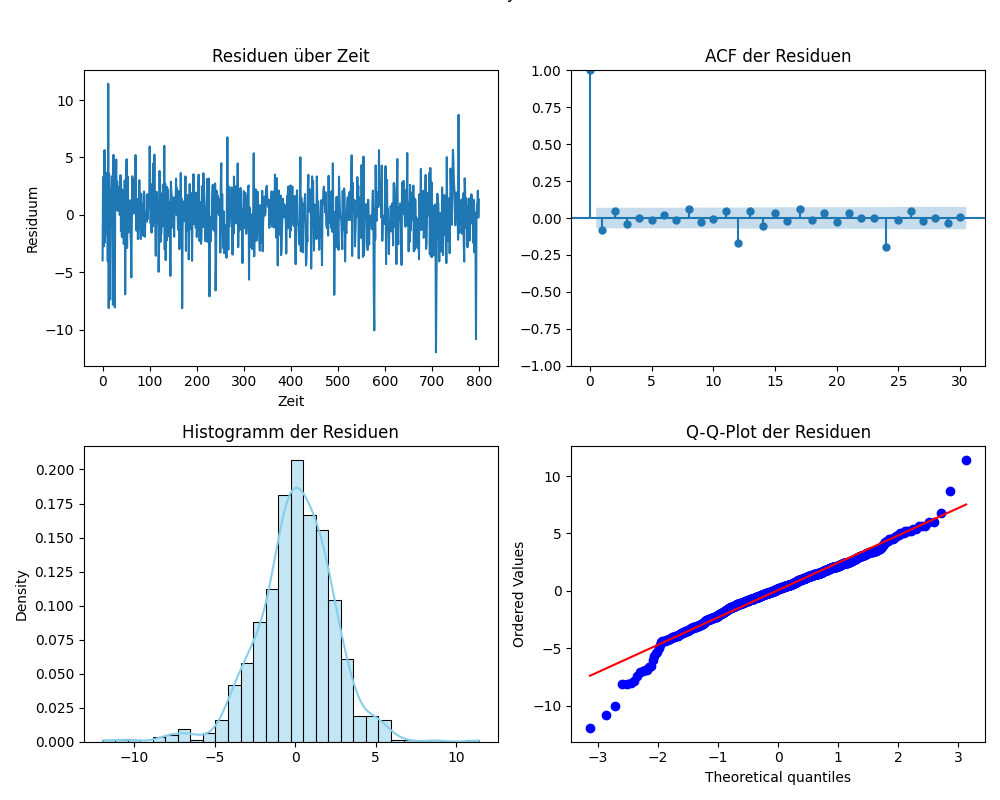 Residuen über Zeit
Residuum
10
5
0
−5
−10
0 100 200 300 400 500 600 700 800
Zeit
ACF der Residuen
1.00
0.75
0.50
0.25
0.00
−0.25
−0.50
−0.75
−1.00
0 5 10 15 20 25 30
Histogramm der Residuen
Density
0.200
0.175
0.150
0.125
0.100
0.075
0.050
0.025
0.000
−10 −5 0 5 10
Q-Q-Plot der Residuen
Ordered Values
10
5
0
−5
−10
−3 −2 −1 0 1 2 3
Theoretical quantiles